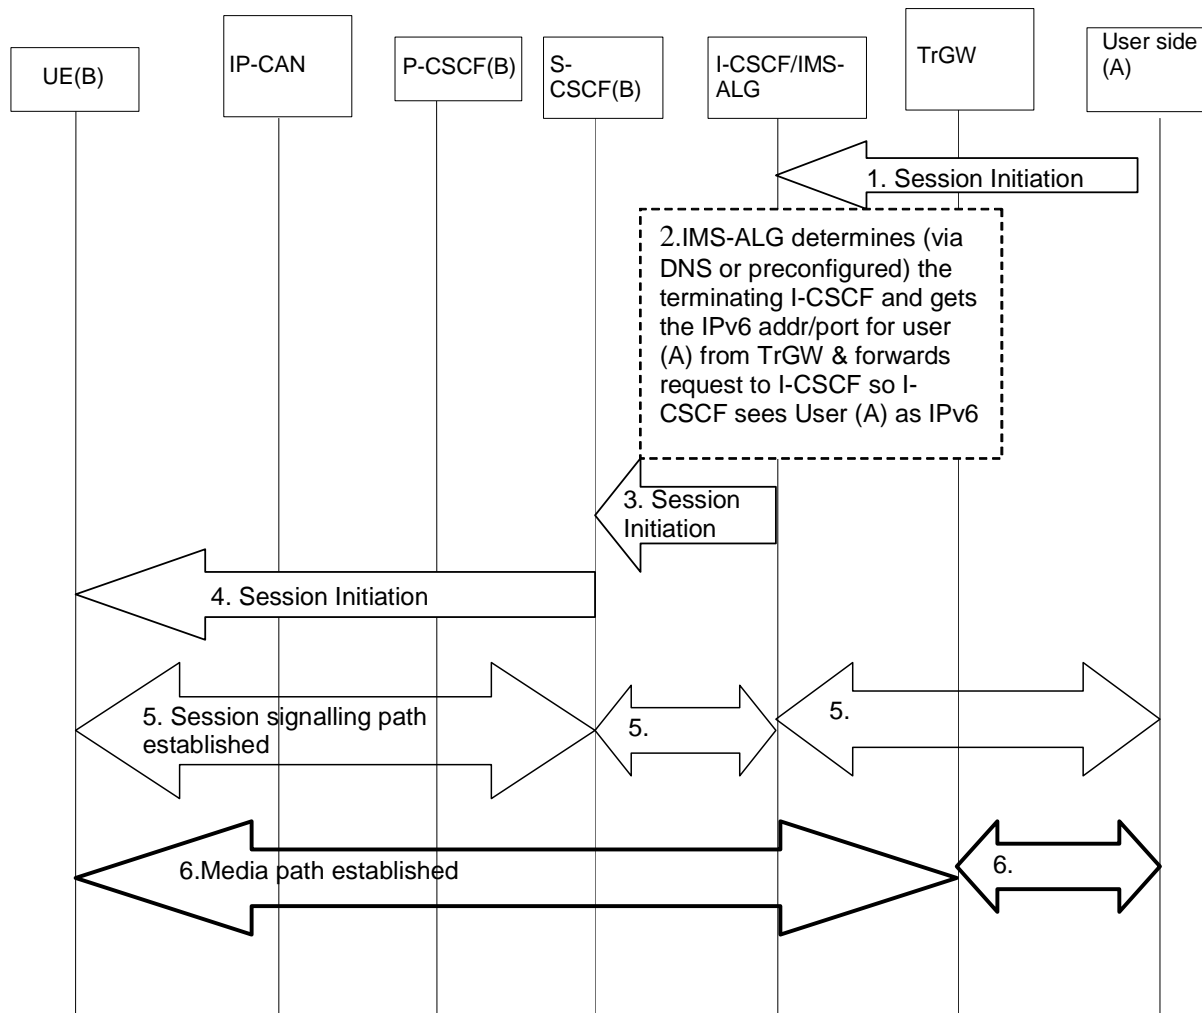 UE(B)
IP-CAN
P-CSCF(B)
S-
CSCF(B)
I-CSCF/IMS-
ALG
TrGW
User side
(A)
1. Session Initiation
2.IMS-ALG determines (via
DNS or preconfigured) the
terminating I-CSCF and gets
the IPv6 addr/port for user
(A) from TrGW & forwards
request to I-CSCF so I-
CSCF sees User (A) as IPv6
3. Session
Initiation
4. Session Initiation
5. Session signalling path
established
5.
5.
6.Media path established
6.